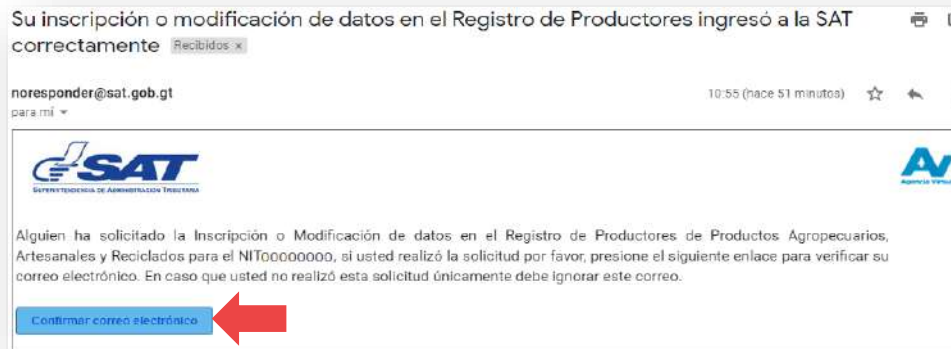 Su inscripción o modificación de datos en el Registro de Productores ingresó a la SAT
correctamente Recibidos x
noresponder@sat.gob.gt
10:55 (hace 51 minutos)
para mí
SAT
SUPERINTENDENCIA DE ADMINISTRACIÓN TRIBUTARIA
Agencia
Alguien ha solicitado la Inscripción o Modificación de datos en el Registro de Productores de Productos Agropecuarios,
Artesanales y Reciclados para el NIT00000000, si usted realizó la solicitud por favor, presione el siguiente enlace para verificar su
correo electrónico. En caso que usted no realizó esta solicitud únicamente debe ignorar este correo.
Confirmar correo electrónico